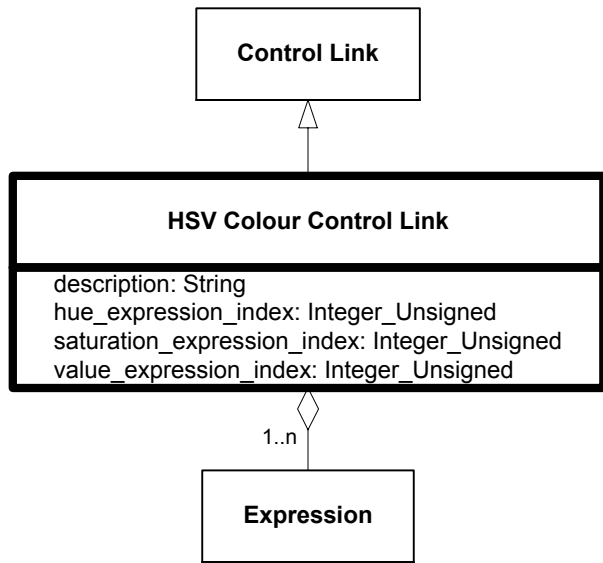 Control Link
HSV Colour Control Link
description: String
hue_expression_index: Integer_Unsigned
saturation_expression_index: Integer_Unsigned
value_expression_index: Integer_Unsigned
1..n
Expression